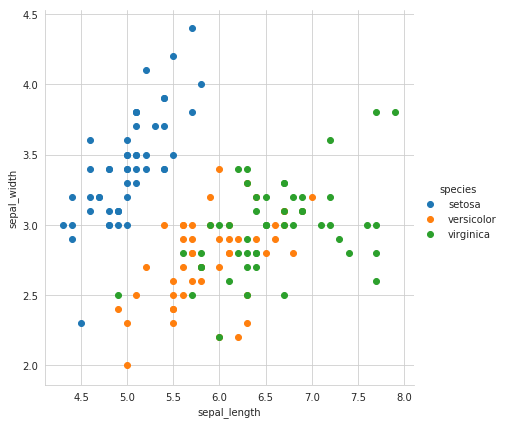 4.5
4.0
3.5
3.0
2.5
2.0
sepal_width
4.5 5.0 5.5 6.0 6.5 7.0 7.5 8.0
sepal_length
species
setosa
versicolor
virginica